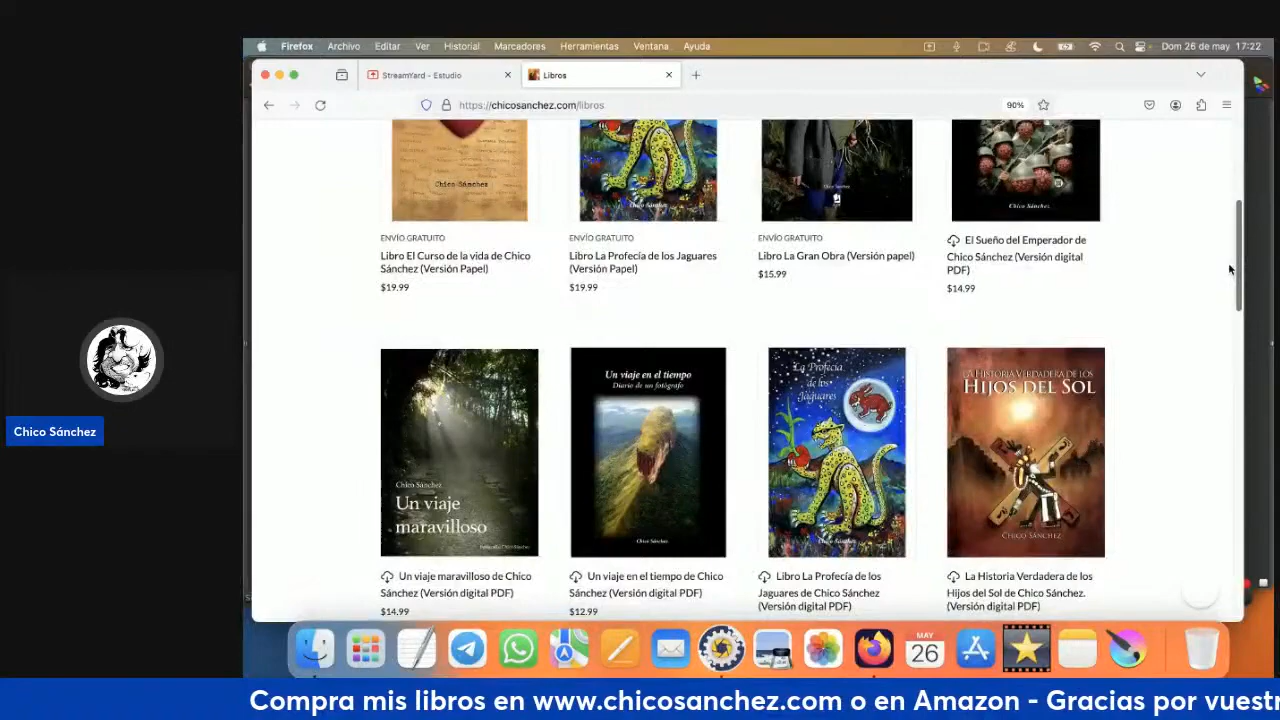 Firefox Archivo Editar Ver Historial Marcadores Herramientas Ventana Ayuda Dom 26 de may 17:22
StreamYard - Estudio
Libros
https://chicosanchez.com/libros
90%
Chico Sánchez
Chico Sánchez
Chico Sánchez
Chico Sánchez
ENVÍO GRATUITO
Libro El Curso de la vida de Chico
Sánchez (Versión Papel)
$19.99
ENVÍO GRATUITO
Libro La Profecía de los Jaguares
(Versión Papel)
$19.99
ENVÍO GRATUITO
Libro La Gran Obra (Versión papel)
$15.99
El Sueño del Emperador de
Chico Sánchez (Versión digital
PDF)
$14.99
Chico Sánchez
Un viaje
maravilloso
Un viaje en el tiempo
Diario de un fotógrafo
Chico Sánchez
La Profecía
de los
Jaguares
LA HISTORIA VERDADERA DE LOS
HIJOS DEL SOL
CHICO SÁNCHEZ
Un viaje maravilloso de Chico
Sánchez (Versión digital PDF)
$14.99
Un viaje en el tiempo de Chico
Sánchez (Versión digital PDF)
$12.99
Libro La Profecía de los
Jaguares de Chico Sánchez
(Versión digital PDF)
La Historia Verdadera de los
Hijos del Sol de Chico Sánchez.
(Versión digital PDF)
Chico Sánchez
MAY
26
Compra mis libros en www.chicosanchez.com o en Amazon - Gracias por vuestr